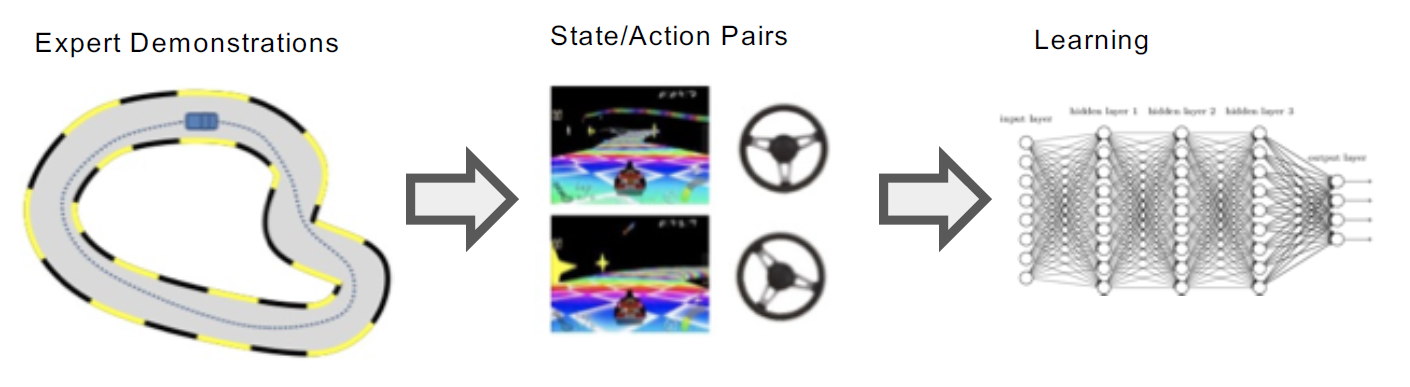 Expert Demonstrations
State/Action Pairs
Learning
input layer
hidden layer 1 hidden layer 2 hidden layer 3
output layer